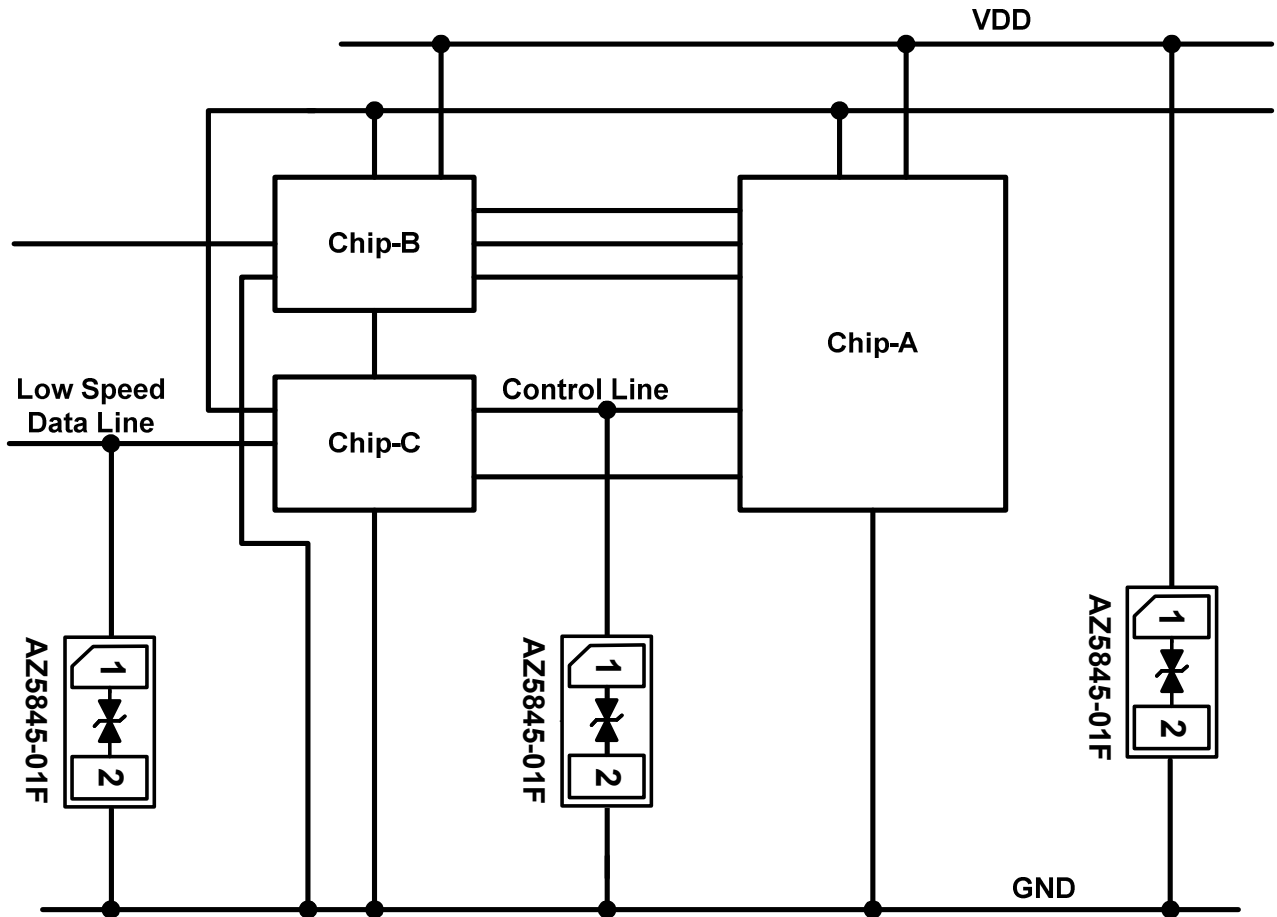 VDD
Chip-B
Chip-A
Low Speed
Data Line
Control Line
Chip-C
AZ5845-01F
1
2
AZ5845-01F
1
2
AZ5845-01F
1
2
GND